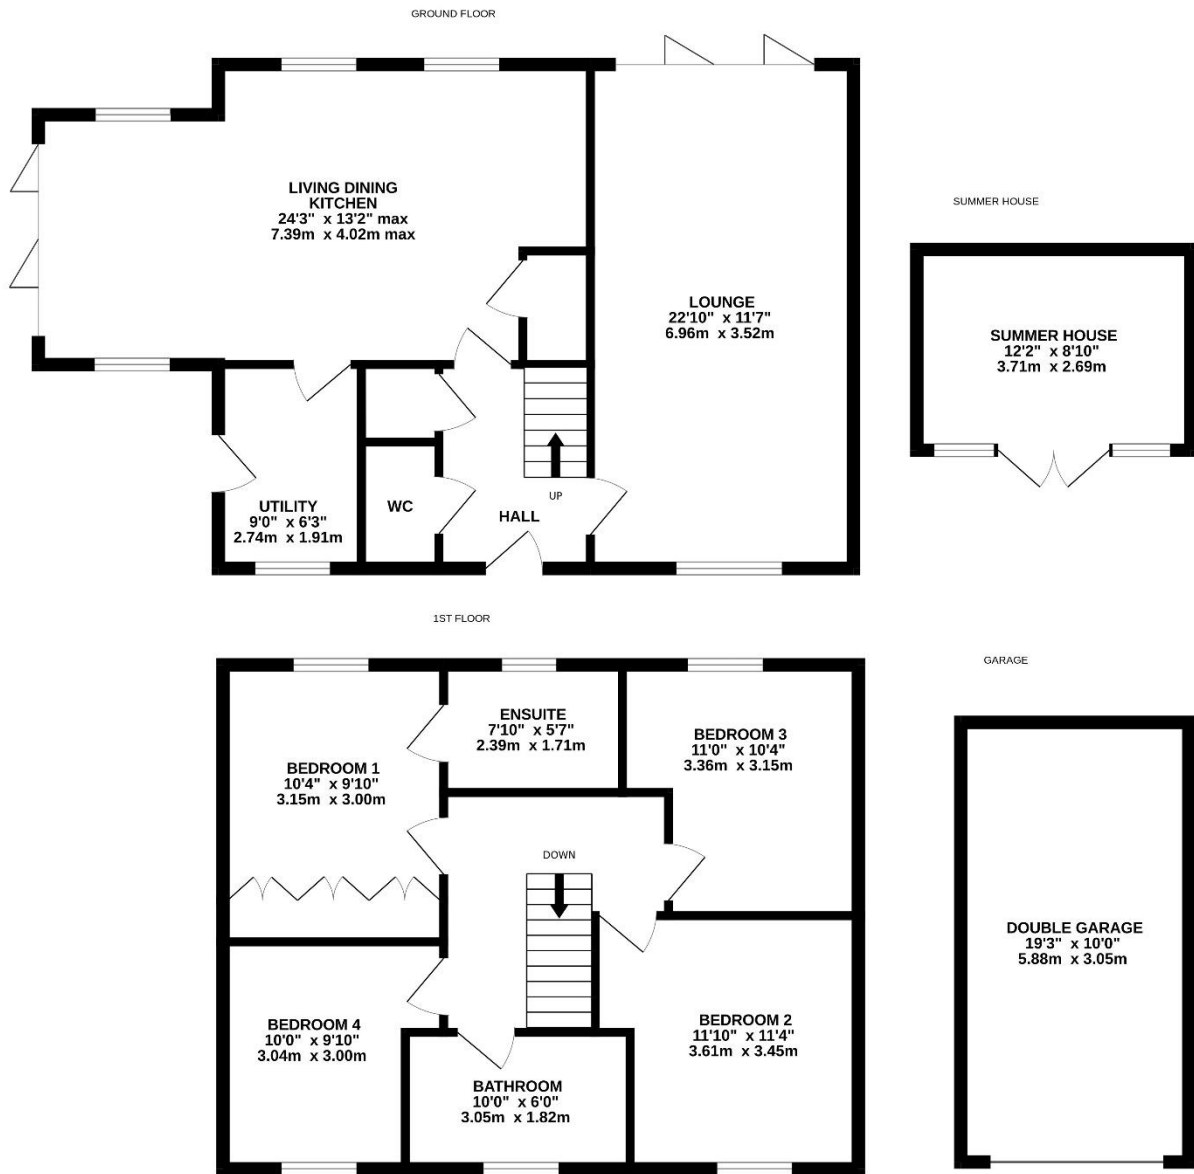 GROUND FLOOR
LIVING DINING
KITCHEN
24'3" x 13'2" max
7.39m x 4.02m max
LOUNGE
22'10" x 11'7"
6.96m x 3.52m
UTILITY
9'0" x 6'3"
2.74m x 1.91m
WC
HALL
UP
SUMMER HOUSE
SUMMER HOUSE
12'2" x 8'10"
3.71m x 2.69m
1ST FLOOR
BEDROOM 1
10'4" x 9'10"
3.15m x 3.00m
ENSUITE
7'10" x 5'7"
2.39m x 1.71m
BEDROOM 3
11'0" x 10'4"
3.36m x 3.15m
DOWN
BEDROOM 4
10'0" x 9'10"
3.04m x 3.00m
BATHROOM
10'0" x 6'0"
3.05m x 1.82m
BEDROOM 2
11'10" x 11'4"
3.61m x 3.45m
GARAGE
DOUBLE GARAGE
19'3" x 10'0"
5.88m x 3.05m